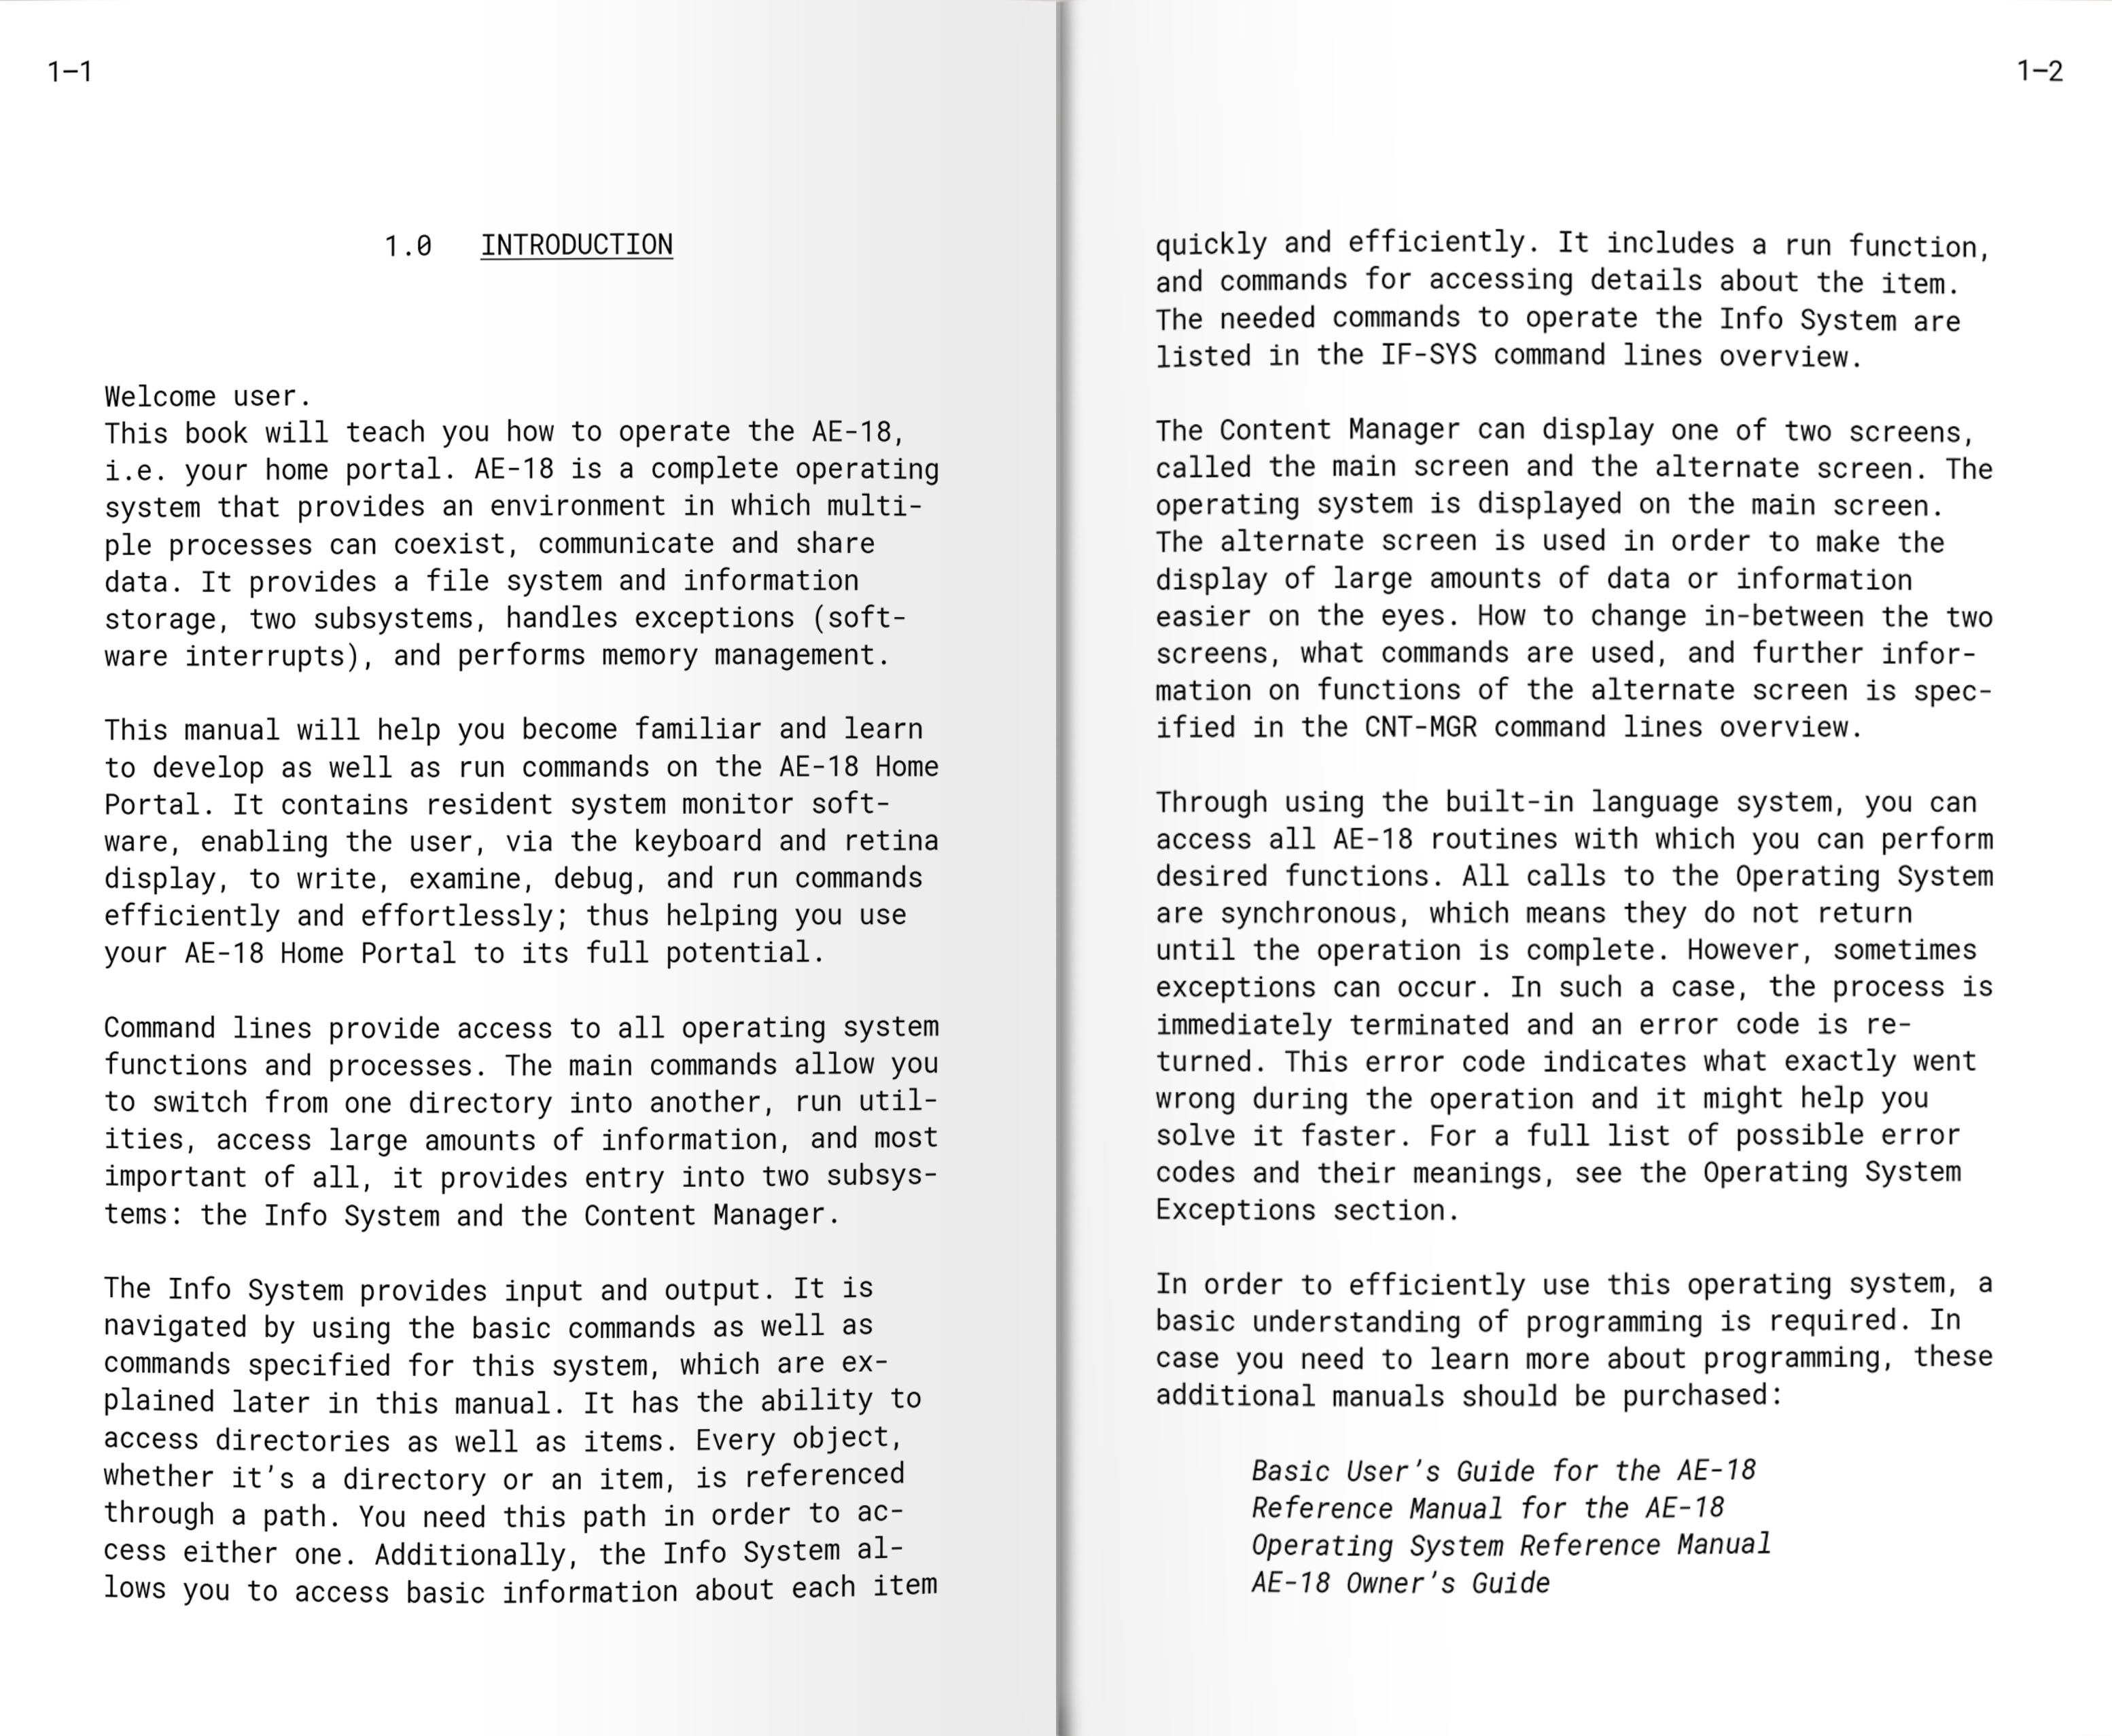 1–1
1.0 INTRODUCTION
Welcome user.
This book will teach you how to operate the AE-18,
i.e. your home portal. AE-18 is a complete operating
system that provides an environment in which multi-
ple processes can coexist, communicate and share
data. It provides a file system and information
storage, two subsystems, handles exceptions (soft-
ware interrupts), and performs memory management.
This manual will help you become familiar and learn
to develop as well as run commands on the AE-18 Home
Portal. It contains resident system monitor soft-
ware, enabling the user, via the keyboard and retina
display, to write, examine, debug, and run commands
efficiently and effortlessly; thus helping you use
your AE-18 Home Portal to its full potential.
Command lines provide access to all operating system
functions and processes. The main commands allow you
to switch from one directory into another, run util-
ities, access large amounts of information, and most
important of all, it provides entry into two subsys-
tems: the Info System and the Content Manager.
The Info System provides input and output. It is
navigated by using the basic commands as well as
commands specified for this system, which are ex-
plained later in this manual. It has the ability to
access directories as well as items. Every object,
whether it's a directory or an item, is referenced
through a path. You need this path in order to ac-
cess either one. Additionally, the Info System al-
lows you to access basic information about each item
1–2
quickly and efficiently. It includes a run function,
and commands for accessing details about the item.
The needed commands to operate the Info System are
listed in the IF-SYS command lines overview.
The Content Manager can display one of two screens,
called the main screen and the alternate screen. The
operating system is displayed on the main screen.
The alternate screen is used in order to make the
display of large amounts of data or information
easier on the eyes. How to change in-between the two
screens, what commands are used, and further infor-
mation on functions of the alternate screen is spec-
ified in the CNT-MGR command lines overview.
Through using the built-in language system, you can
access all AE-18 routines with which you can perform
desired functions. All calls to the Operating System
are synchronous, which means they do not return
until the operation is complete. However, sometimes
exceptions can occur. In such a case, the process is
immediately terminated and an error code is re-
turned. This error code indicates what exactly went
wrong during the operation and it might help you
solve it faster. For a full list of possible error
codes and their meanings, see the Operating System
Exceptions section.
In order to efficiently use this operating system, a
basic understanding of programming is required. In
case you need to learn more about programming, these
additional manuals should be purchased:
Basic User's Guide for the AE-18
Reference Manual for the AE-18
Operating System Reference Manual
AE-18 Owner's Guide